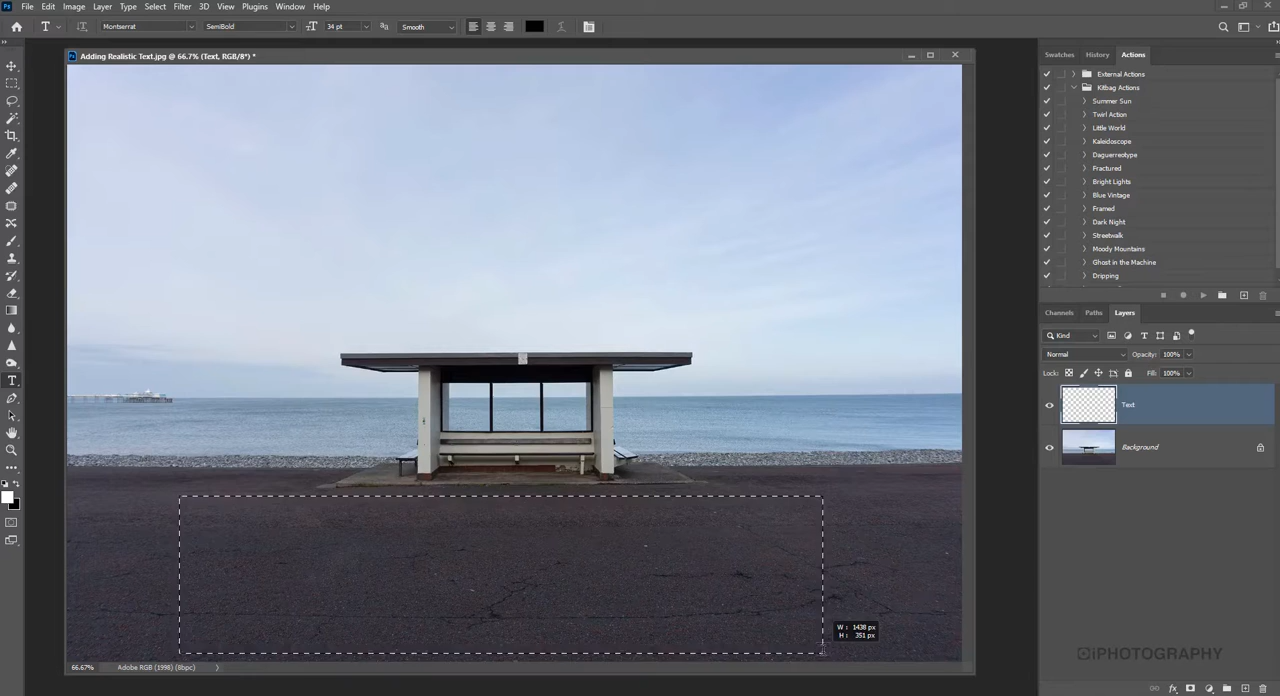 Ps File Edit Image Layer Type Select Filter 3D View Plugins Window Help
T Montserrat SemiBold 34 pt aa Smooth
Adding Realistic Text.jpg @ 66.7% (Text, RGB/8*) *
Swatches History Actions
External Actions
Kitbag Actions
Summer Sun
Twirl Action
Little World
Kaleidoscope
Daguerreotype
Fractured
Bright Lights
Blue Vintage
Framed
Dark Night
Streetwalk
Moody Mountains
Ghost in the Machine
Dripping
Channels Paths Layers
Kind
Normal Opacity: 100%
Lock: Fill: 100%
Text
Background
W: 1438 px
H: 351 px
iPHOTOGRAPHY
66.67% Adobe RGB (1998) (8bpc)